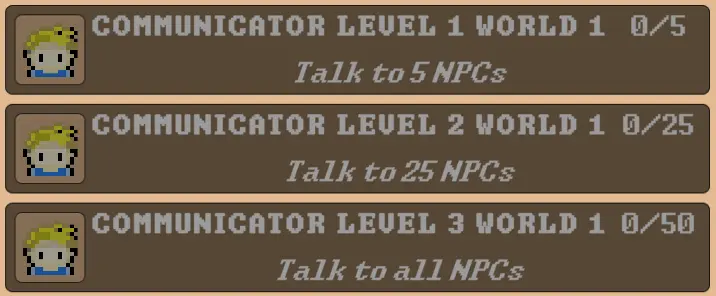 COMMUNICATOR LEVEL 1 WORLD 1 0/5
Talk to 5 NPCs
COMMUNICATOR LEVEL 2 WORLD 1 0/25
Talk to 25 NPCs
COMMUNICATOR LEVEL 3 WORLD 1 0/50
Talk to all NPCs